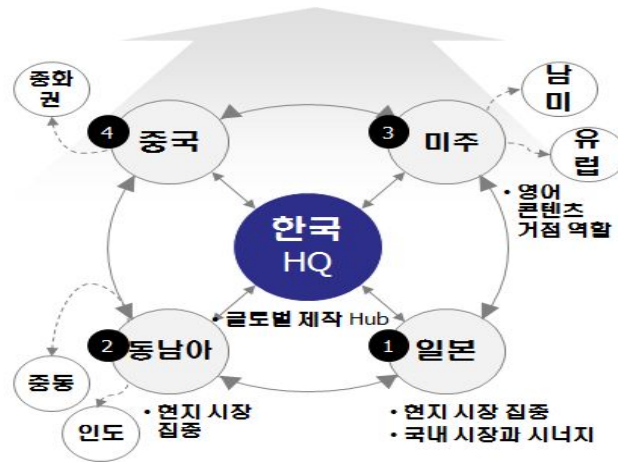 중화
권
4
중국
3
미주
남
미
유
럽
• 영어
콘텐츠
거점 역할
한국
HQ
• 글로벌 제작 Hub
2
동남아
1
일본
중동
인도
• 현지 시장
집중
• 현지 시장 집중
• 국내 시장과 시너지